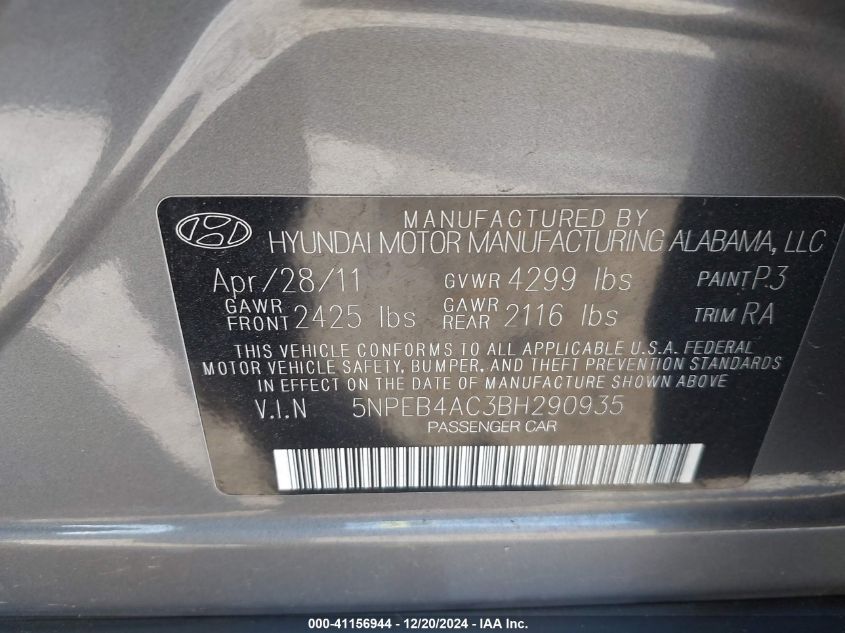 MANUFACTURED BY
HYUNDAI MOTOR MANUFACTURING ALABAMA, LLC
Apr/28/11 GVWR 4299 lbs PAINT P.3
GAWR FRONT 2425 lbs GAWR REAR 2116 lbs TRIM RA
THIS VEHICLE CONFORMS TO ALL APPLICABLE U.S.A. FEDERAL
MOTOR VEHICLE SAFETY, BUMPER, AND THEFT PREVENTION STANDARDS
IN EFFECT ON THE DATE OF MANUFACTURE SHOWN ABOVE
V.I.N 5NPEB4AC3BH290935
PASSENGER CAR
000-41156944 - 12/20/2024 - IAA Inc.